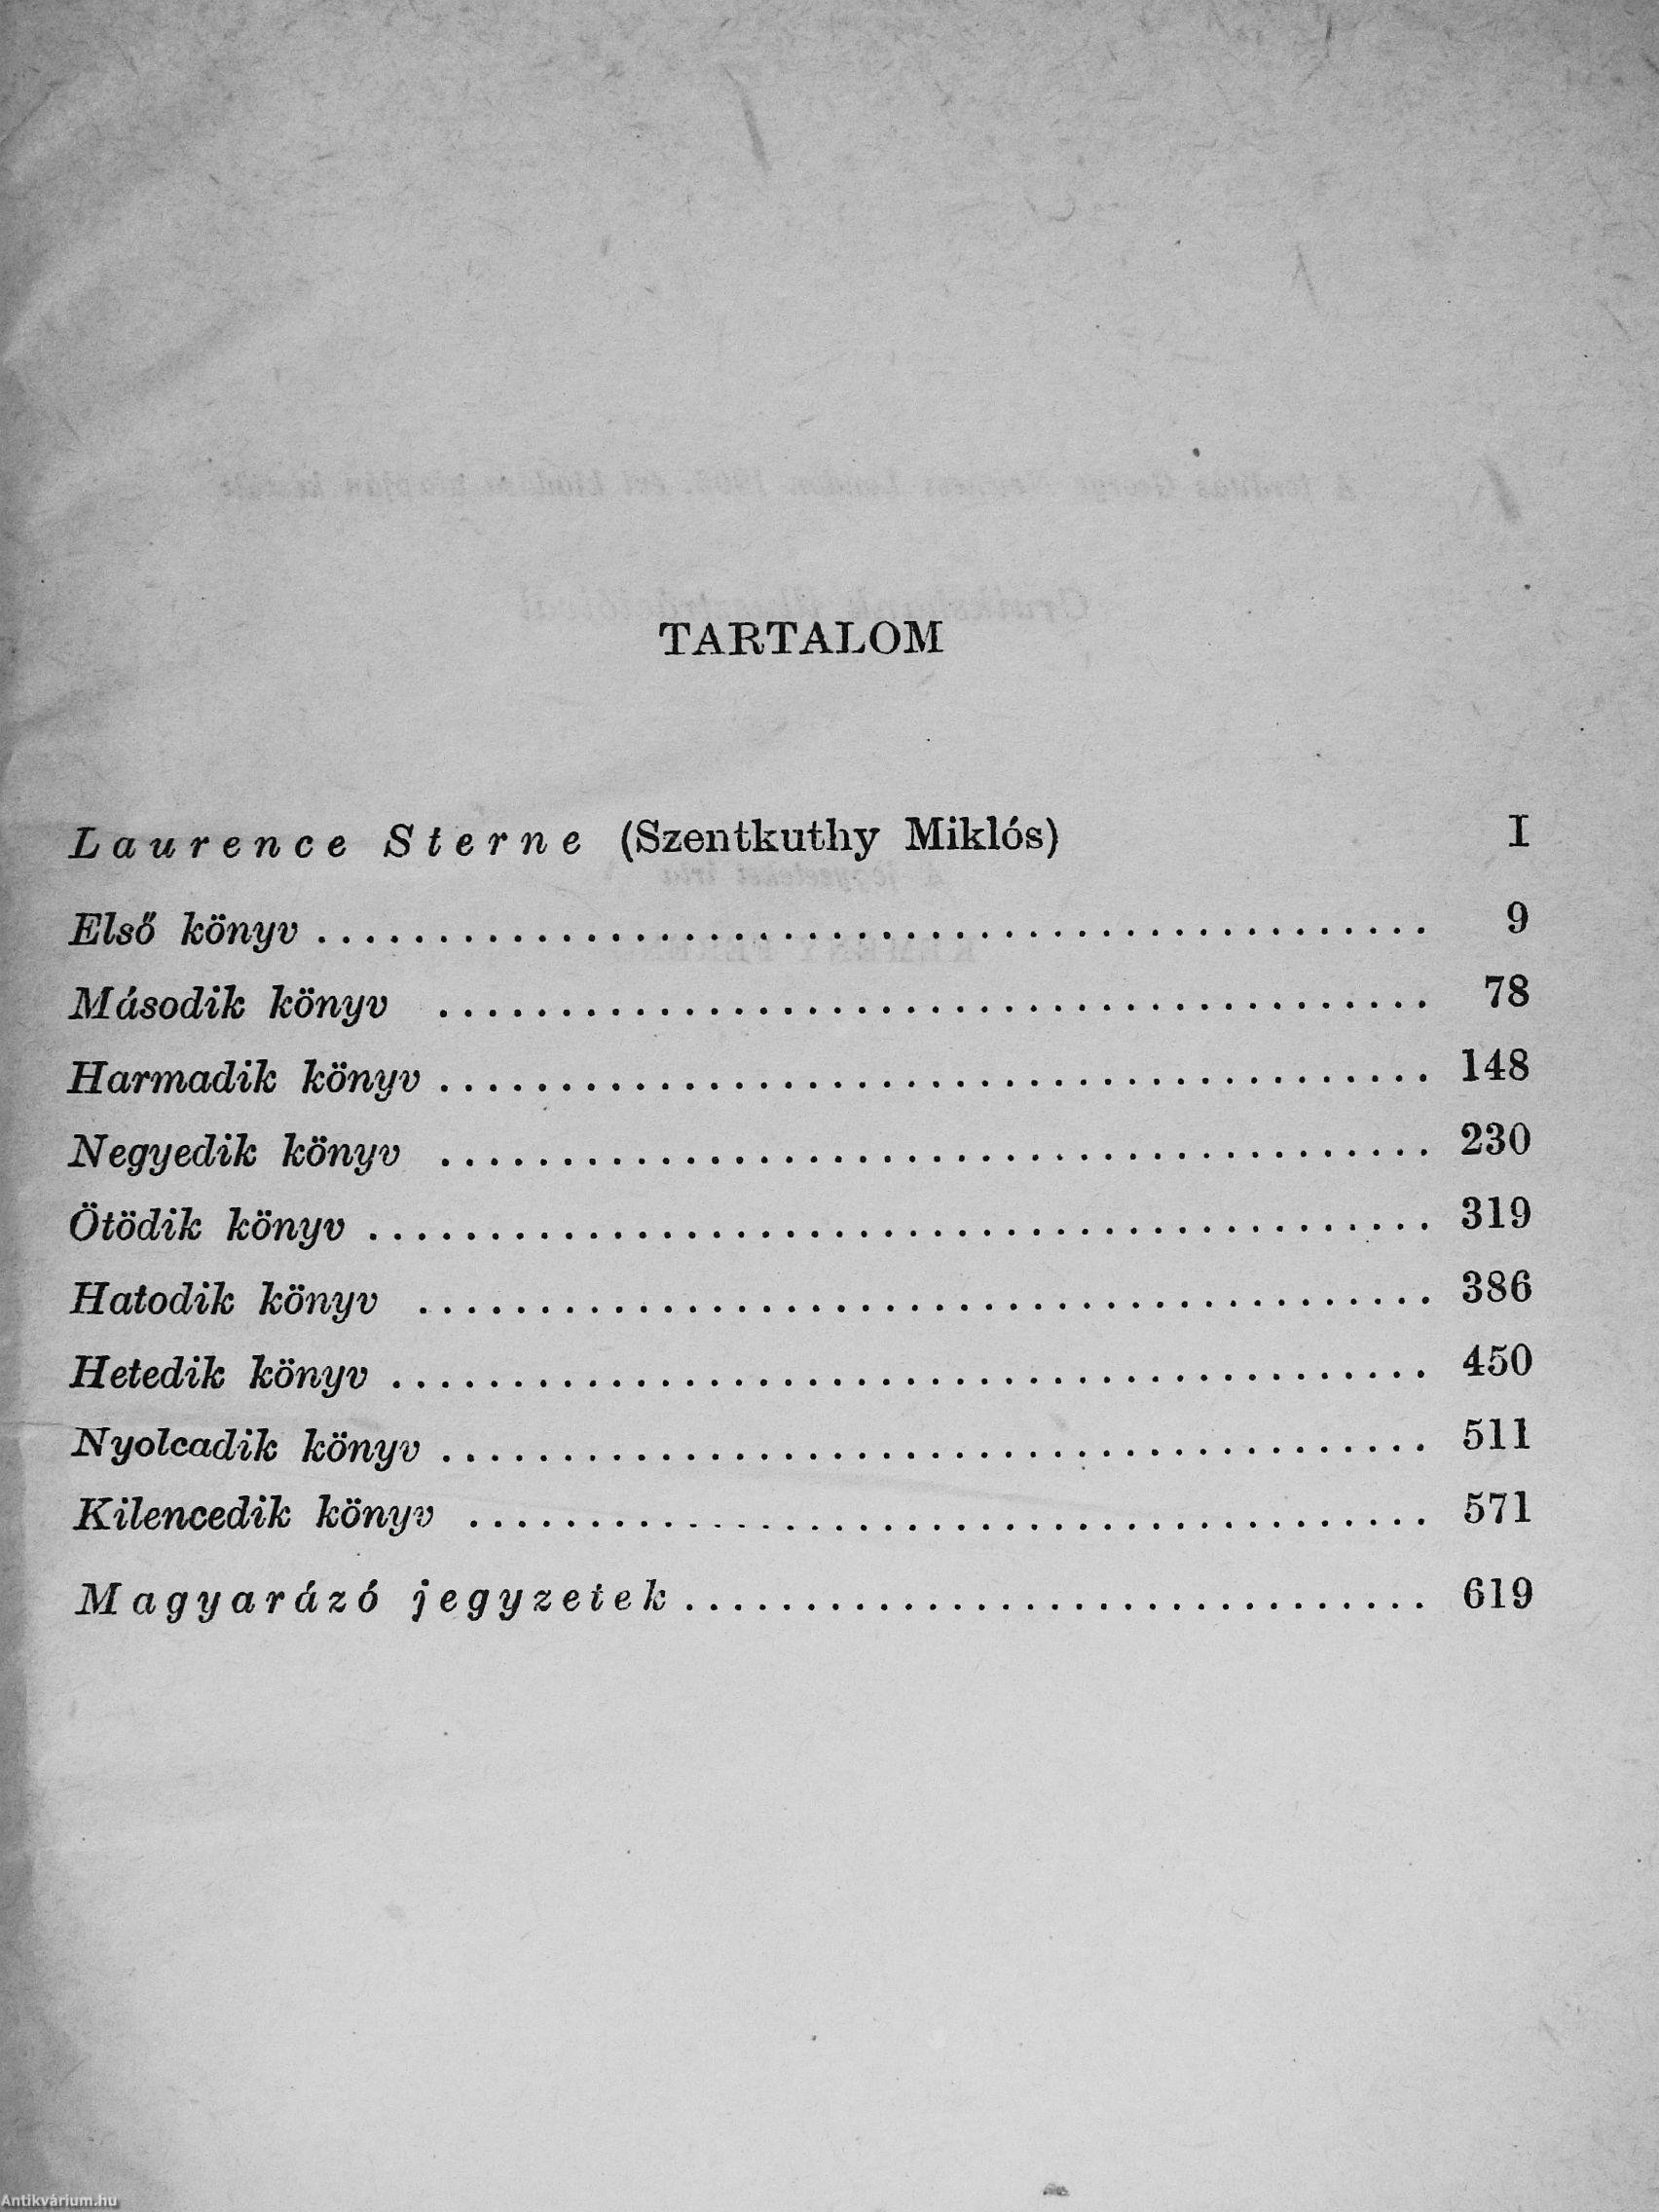 TARTALOM
Laurence Sterne (Szentkuthy Miklós) I
Első könyv ............................................. 9
Második könyv ........................................ 78
Harmadik könyv ........................................ 148
Negyedik könyv ........................................ 230
Ötödik könyv ........................................... 319
Hatodik könyv ......................................... 386
Hetedik könyv .......................................... 450
Nyolcadik könyv ........................................ 511
Kilencedik könyv ....................................... 571
Magyarázó jegyzetek .............................. 619
Antikvárium.hu